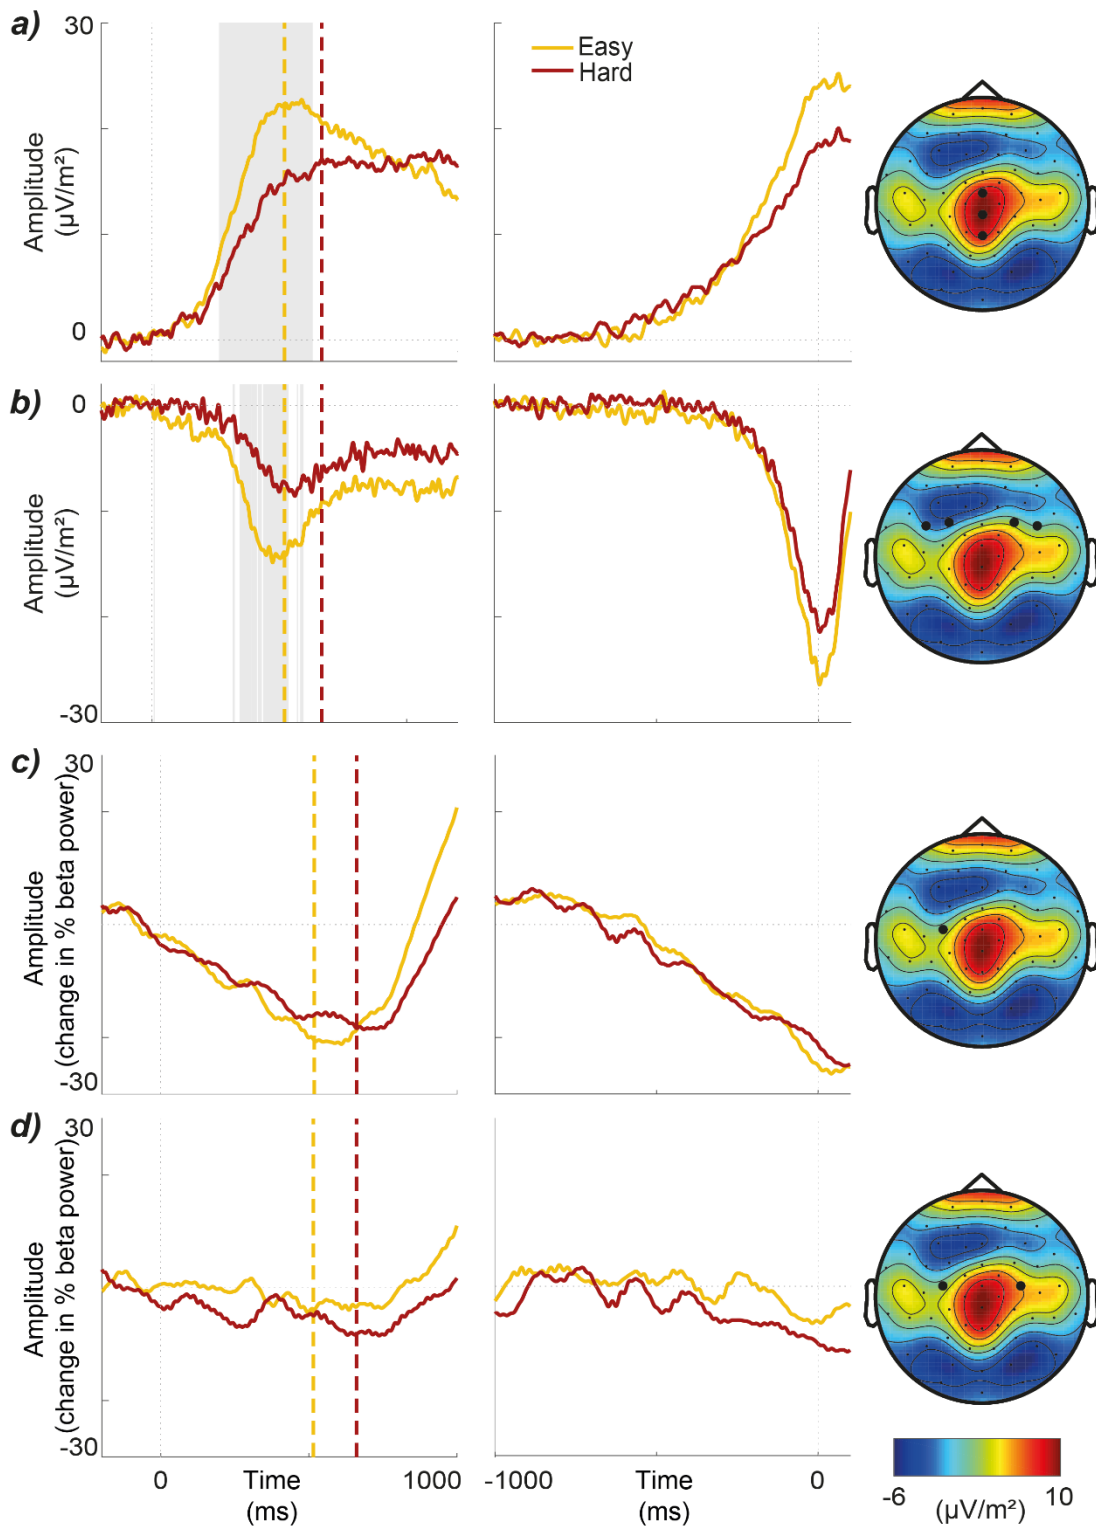 a)
30
0
Amplitude
(µV/m²)
Easy
Hard
b)
0
-30
Amplitude
(µV/m²)
c)
30
-30
Amplitude
(change in % beta power)
d)
30
-30
Amplitude
(change in % beta power)
0
Time
(ms)
1000
-1000
Time
(ms)
0
-6
10
(µV/m²)